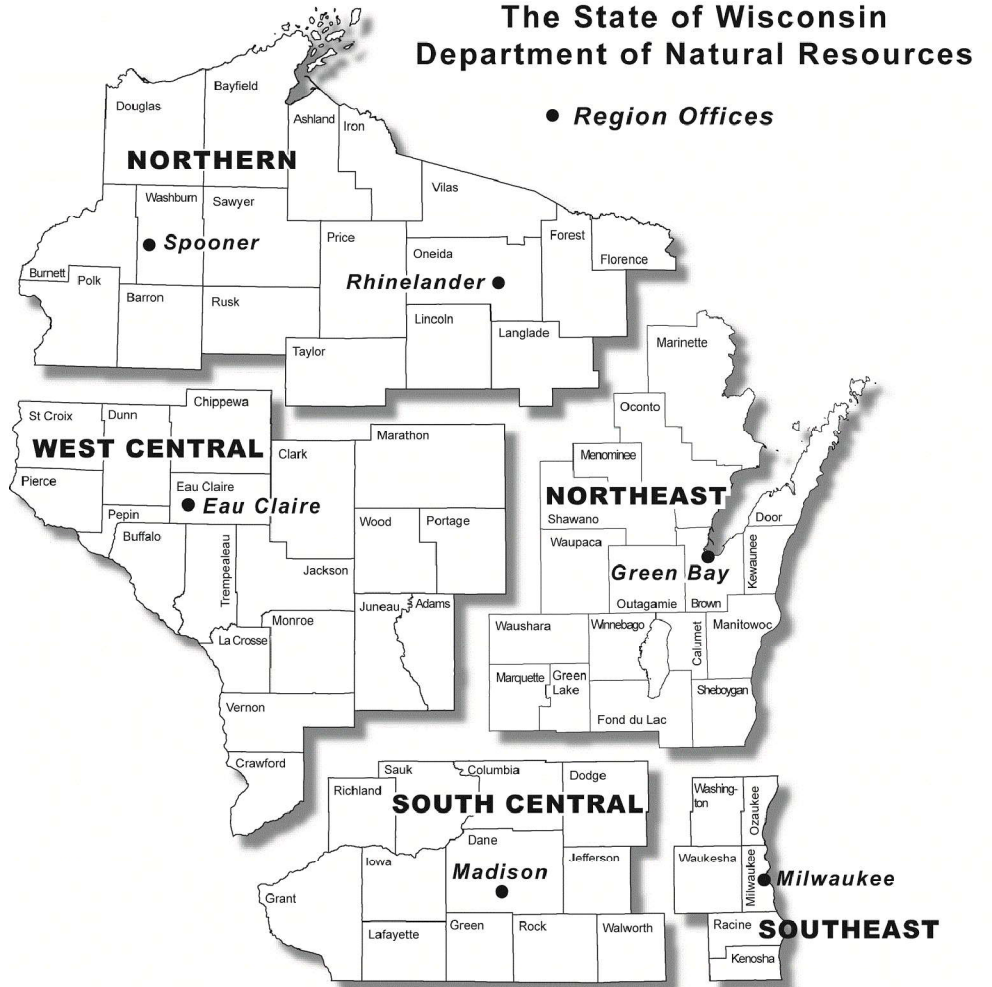 The State of Wisconsin
Department of Natural Resources
Region Offices
Bayfield
Douglas
Ashland
Iron
NORTHERN
Vilas
Washburn
Sawyer
Price
Forest
Spooner
Oneida
Florence
Burnett
Polk
Rhinelander
Barron
Rusk
Lincoln
Langlade
Taylor
Marinette
Chippewa
St Croix
Dunn
Oconto
WEST CENTRAL
Marathon
Clark
Menominee
Pierce
Eau Claire
Eau Claire
NORTHEAST
Pepin
Wood
Portage
Shawano
Door
Buffalo
Waupaca
Trempealeau
Jackson
Green Bay
Kewaunee
Juneau
Adams
Outagamie
Brown
Monroe
La Crosse
Waushara
Winnebago
Calumet
Manitowoc
Marquette
Green
Lake
Sheboygan
Vernon
Fond du Lac
Crawford
Sauk
Columbia
Dodge
Richland
SOUTH CENTRAL
Washing-
ton
Ozaukee
Dane
Iowa
Jefferson
Waukesha
Milwaukee
Madison
Milwaukee
Grant
Lafayette
Green
Rock
Walworth
Racine
SOUTHEAST
Kenosha